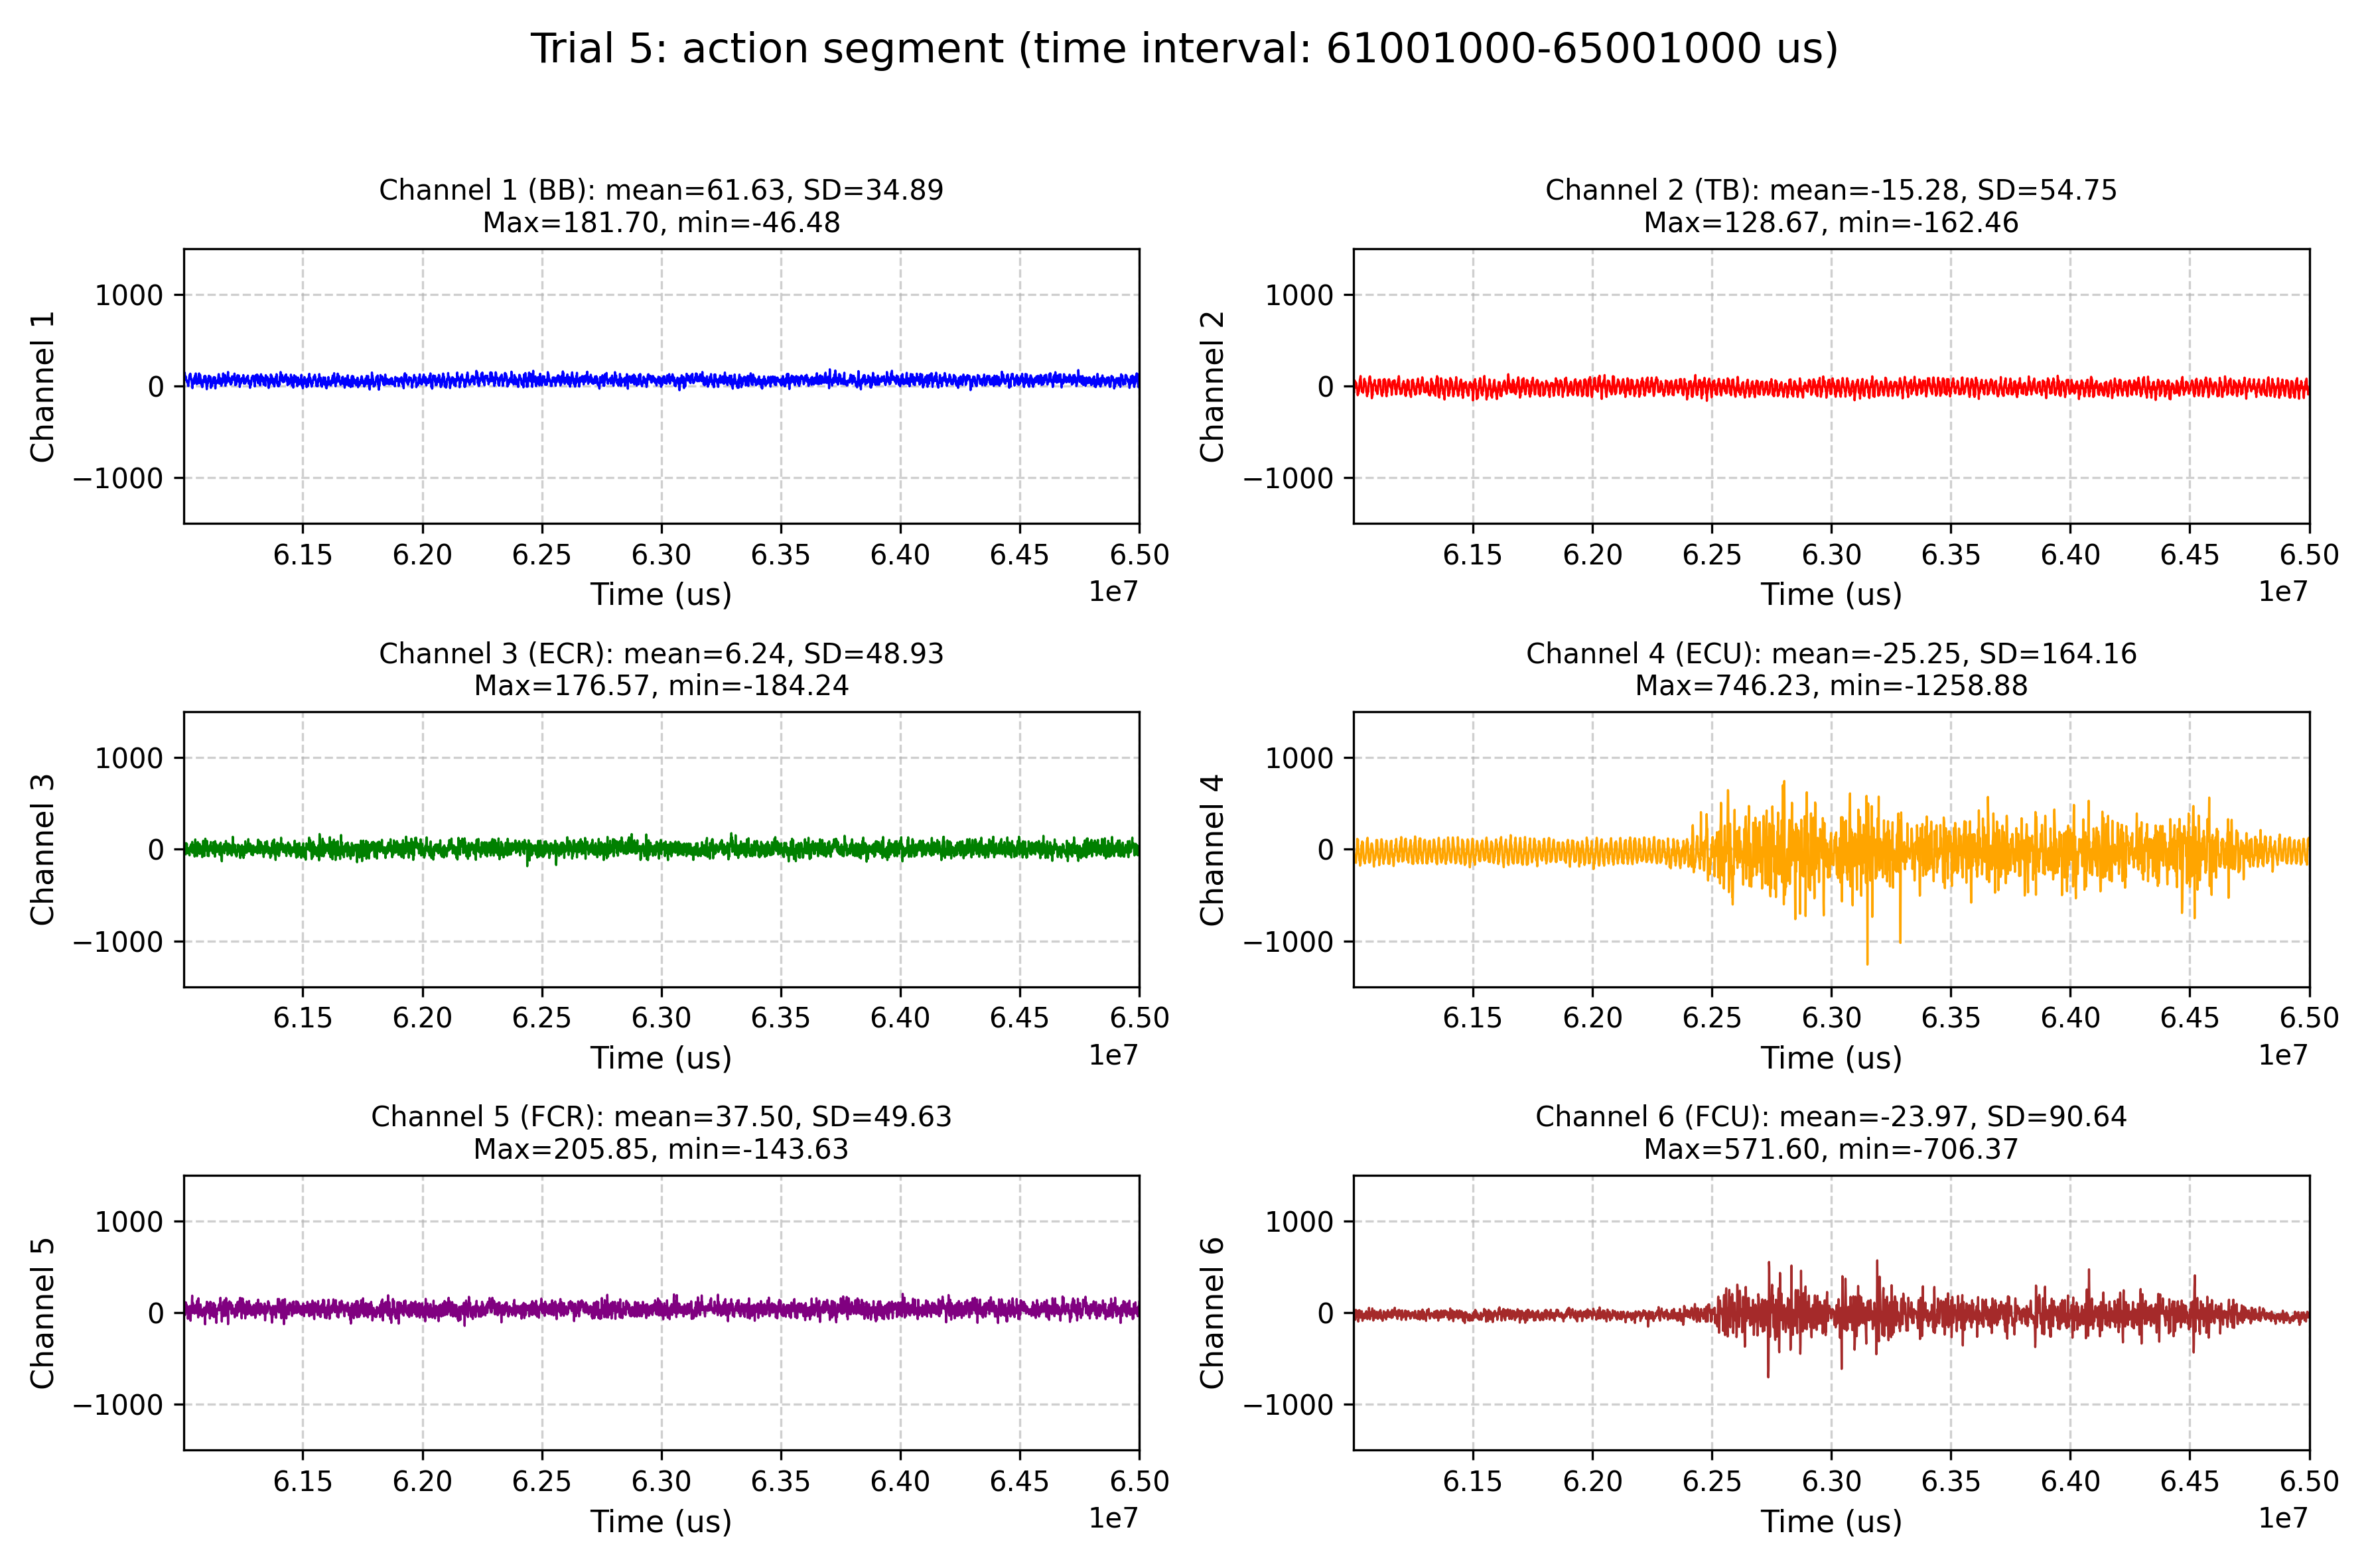 Trial 5: action segment (time interval: 61001000-65001000 us)
Channel 1 (BB): mean=61.63, SD=34.89
Max=181.70, min=-46.48
1000
0
−1000
Channel 1
6.15 6.20 6.25 6.30 6.35 6.40 6.45 6.50
Time (us)
1e7
Channel 2 (TB): mean=-15.28, SD=54.75
Max=128.67, min=-162.46
1000
0
−1000
Channel 2
6.15 6.20 6.25 6.30 6.35 6.40 6.45 6.50
Time (us)
1e7
Channel 3 (ECR): mean=6.24, SD=48.93
Max=176.57, min=-184.24
1000
0
−1000
Channel 3
6.15 6.20 6.25 6.30 6.35 6.40 6.45 6.50
Time (us)
1e7
Channel 4 (ECU): mean=-25.25, SD=164.16
Max=746.23, min=-1258.88
1000
0
−1000
Channel 4
6.15 6.20 6.25 6.30 6.35 6.40 6.45 6.50
Time (us)
1e7
Channel 5 (FCR): mean=37.50, SD=49.63
Max=205.85, min=-143.63
1000
0
−1000
Channel 5
6.15 6.20 6.25 6.30 6.35 6.40 6.45 6.50
Time (us)
1e7
Channel 6 (FCU): mean=-23.97, SD=90.64
Max=571.60, min=-706.37
1000
0
−1000
Channel 6
6.15 6.20 6.25 6.30 6.35 6.40 6.45 6.50
Time (us)
1e7